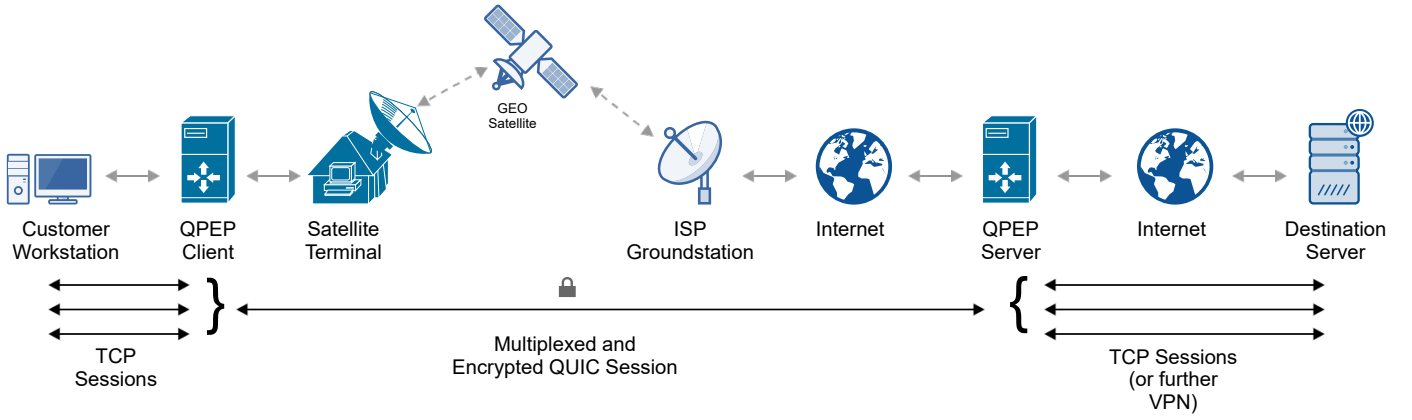 GEO
Satellite
Customer
Workstation
QPEP
Client
Satellite
Terminal
ISP
Groundstation
Internet
QPEP
Server
Internet
Destination
Server
TCP
Sessions
Multiplexed and
Encrypted QUIC Session
TCP Sessions
(or further
VPN)